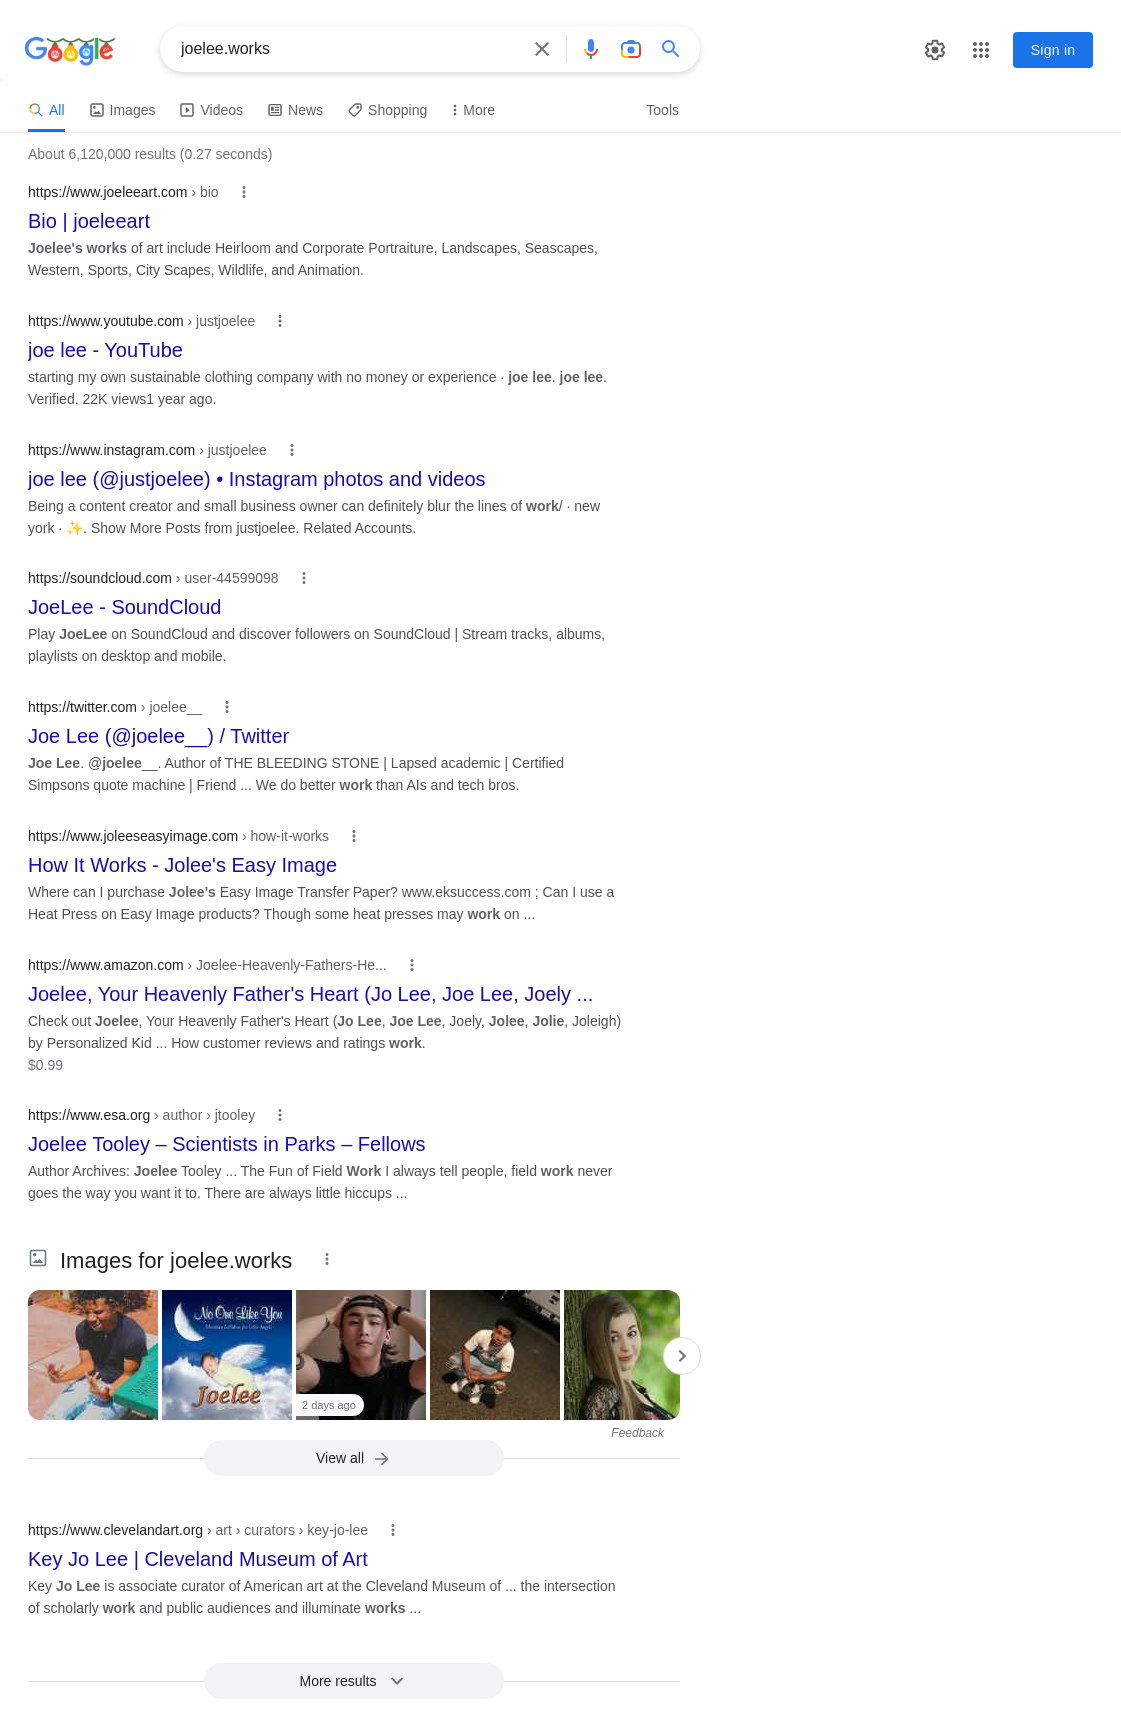 Google
joelee.works
Sign in
All
Images
Videos
News
Shopping
More
Tools
About 6,120,000 results (0.27 seconds)
https://www.joeleeart.com › bio
Bio | joeleeart
Joelee's works of art include Heirloom and Corporate Portraiture, Landscapes, Seascapes,
Western, Sports, City Scapes, Wildlife, and Animation.
https://www.youtube.com › justjoelee
joe lee - YouTube
starting my own sustainable clothing company with no money or experience · joe lee. joe lee.
Verified. 22K views1 year ago.
https://www.instagram.com › justjoelee
joe lee (@justjoelee) • Instagram photos and videos
Being a content creator and small business owner can definitely blur the lines of work/ · new
york · ✨. Show More Posts from justjoelee. Related Accounts.
https://soundcloud.com › user-44599098
JoeLee - SoundCloud
Play JoeLee on SoundCloud and discover followers on SoundCloud | Stream tracks, albums,
playlists on desktop and mobile.
https://twitter.com › joelee__
Joe Lee (@joelee__) / Twitter
Joe Lee. @joelee__. Author of THE BLEEDING STONE | Lapsed academic | Certified
Simpsons quote machine | Friend ... We do better work than AIs and tech bros.
https://www.joleeseasyimage.com › how-it-works
How It Works - Jolee's Easy Image
Where can I purchase Jolee's Easy Image Transfer Paper? www.eksuccess.com ; Can I use a
Heat Press on Easy Image products? Though some heat presses may work on ...
https://www.amazon.com › Joelee-Heavenly-Fathers-He...
Joelee, Your Heavenly Father's Heart (Jo Lee, Joe Lee, Joely ...
Check out Joelee, Your Heavenly Father's Heart (Jo Lee, Joe Lee, Joely, Jolee, Jolie, Joleigh)
by Personalized Kid ... How customer reviews and ratings work.
$0.99
https://www.esa.org › author › jtooley
Joelee Tooley – Scientists in Parks – Fellows
Author Archives: Joelee Tooley ... The Fun of Field Work I always tell people, field work never
goes the way you want it to. There are always little hiccups ...
Images for joelee.works
No One Like You
Joelee
2 days ago
Feedback
View all
https://www.clevelandart.org › art › curators › key-jo-lee
Key Jo Lee | Cleveland Museum of Art
Key Jo Lee is associate curator of American art at the Cleveland Museum of ... the intersection
of scholarly work and public audiences and illuminate works ...
More results